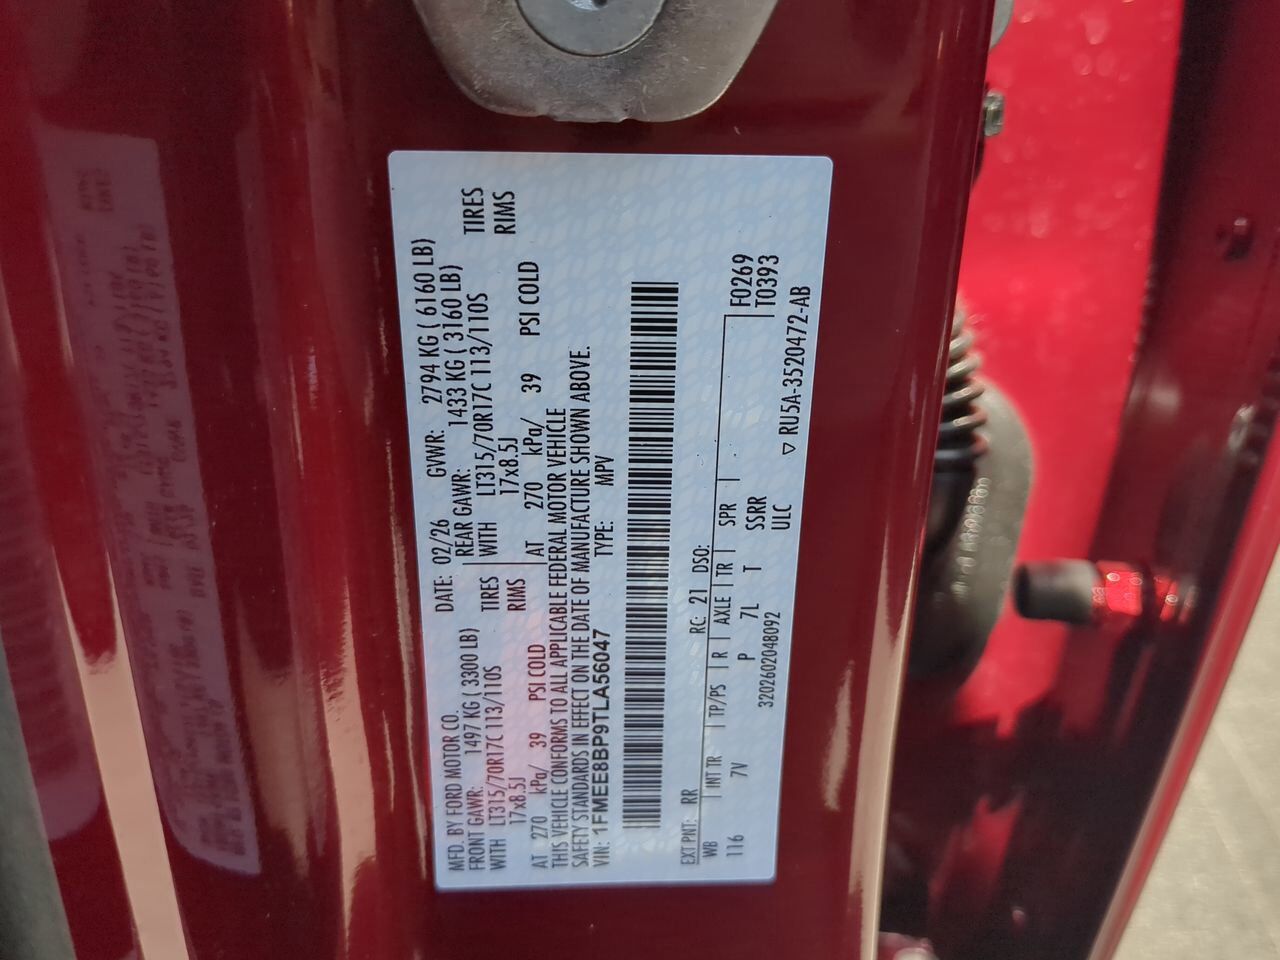 MFD. BY FORD MOTOR CO.
DATE: 02/26 GVWR: 2794 KG ( 6160 LB)
FRONT GAWR: 1497 KG ( 3300 LB) REAR GAWR: 1433 KG ( 3160 LB)
WITH LT315/70R17C 113/110S TIRES WITH LT315/70R17C 113/110S TIRES
17x8.5J RIMS 17x8.5J RIMS
AT 270 kPa/ 39 PSI COLD AT 270 kPa/ 39 PSI COLD
THIS VEHICLE CONFORMS TO ALL APPLICABLE FEDERAL MOTOR VEHICLE
SAFETY STANDARDS IN EFFECT ON THE DATE OF MANUFACTURE SHOWN ABOVE.
VIN: 1FMEE8BP9TLA56047 TYPE: MPV
EXT PNT: RR RC: 21 DSO:
WB INT TR TP/PS R AXLE TR SPR F0269
116 7V P 7L T SSRR T0393
3202602048092 ULC
▽ RU5A-3520472-AB